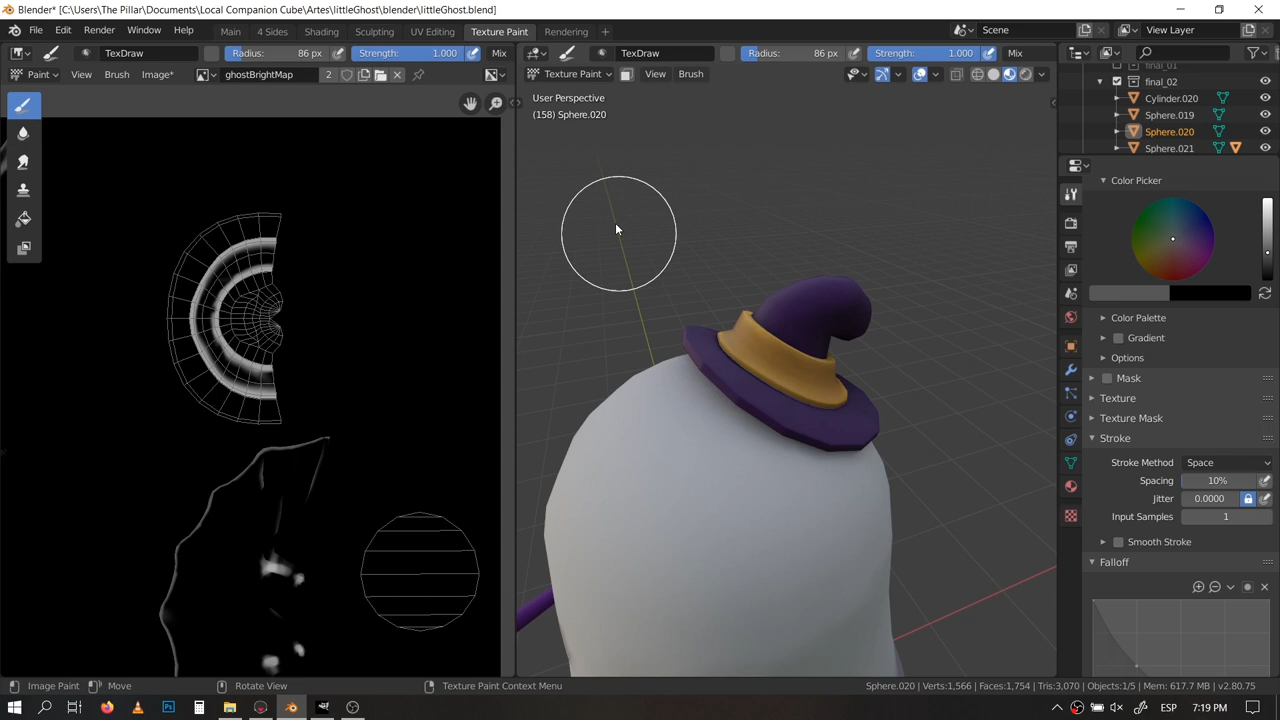 Blender* [C:\Users\The Pillar\Documents\Local Companion Cube\Artes\littleGhost\blender\littleGhost.blend]
File Edit Render Window Help Main 4 Sides Shading Sculpting UV Editing Texture Paint Rendering + Scene View Layer
TexDraw Radius: 86 px Strength: 1.000 Mix TexDraw Radius: 86 px Strength: 1.000 Mix
Paint View Brush Image* ghostBrightMap 2 Texture Paint View Brush
User Perspective
(158) Sphere.020
final_01
final_02
Cylinder.020
Sphere.019
Sphere.020
Sphere.021
Color Picker
Color Palette
Gradient
Options
Mask
Texture
Texture Mask
Stroke
Stroke Method Space
Spacing 10%
Jitter 0.0000
Input Samples 1
Smooth Stroke
Falloff
Image Paint Move Rotate View Texture Paint Context Menu Sphere.020 | Verts:1,566 | Faces:1,754 | Tris:3,070 | Objects:1/5 | Mem: 617.7 MB | v2.80.75
Ps ESP 7:19 PM